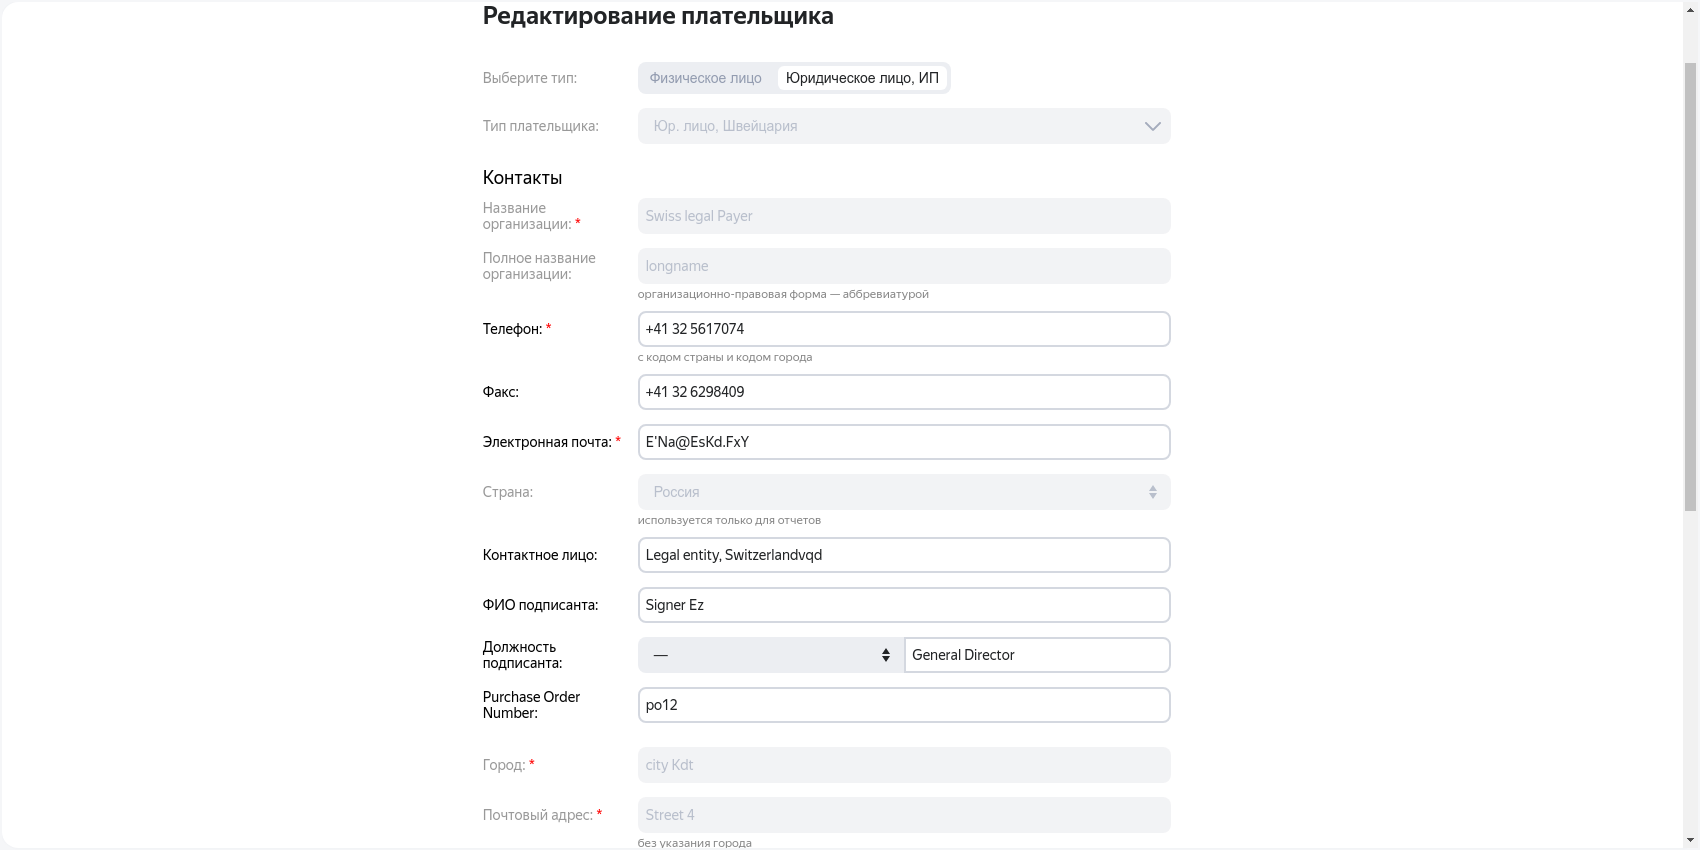 Редактирование плательщика
Выберите тип:
Физическое лицо
Юридическое лицо, ИП
Тип плательщика:
Юр. лицо, Швейцария
Контакты
Название
организации: *
Swiss legal Payer
Полное название
организации:
longname
организационно-правовая форма — аббревиатурой
Телефон: *
+41 32 5617074
с кодом страны и кодом города
Факс:
+41 32 6298409
Электронная почта: *
E'Na@EsKd.FxY
Страна:
Россия
используется только для отчетов
Контактное лицо:
Legal entity, Switzerlandvqd
ФИО подписанта:
Signer Ez
Должность
подписанта:
—
General Director
Purchase Order
Number:
po12
Город: *
city Kdt
Почтовый адрес: *
Street 4
без указания города